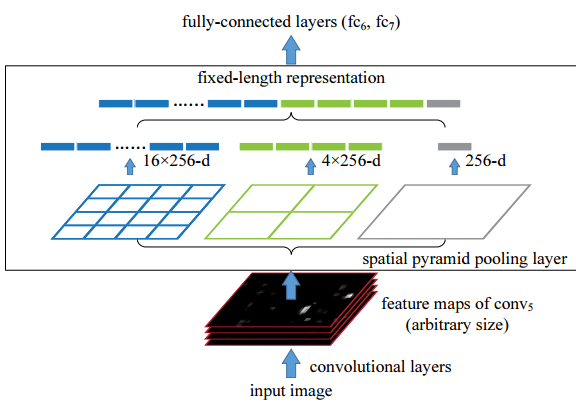 fully-connected layers (fc₆, fc₇)
fixed-length representation
......
......
16×256-d
4×256-d
256-d
spatial pyramid pooling layer
feature maps of conv₅
(arbitrary size)
convolutional layers
input image